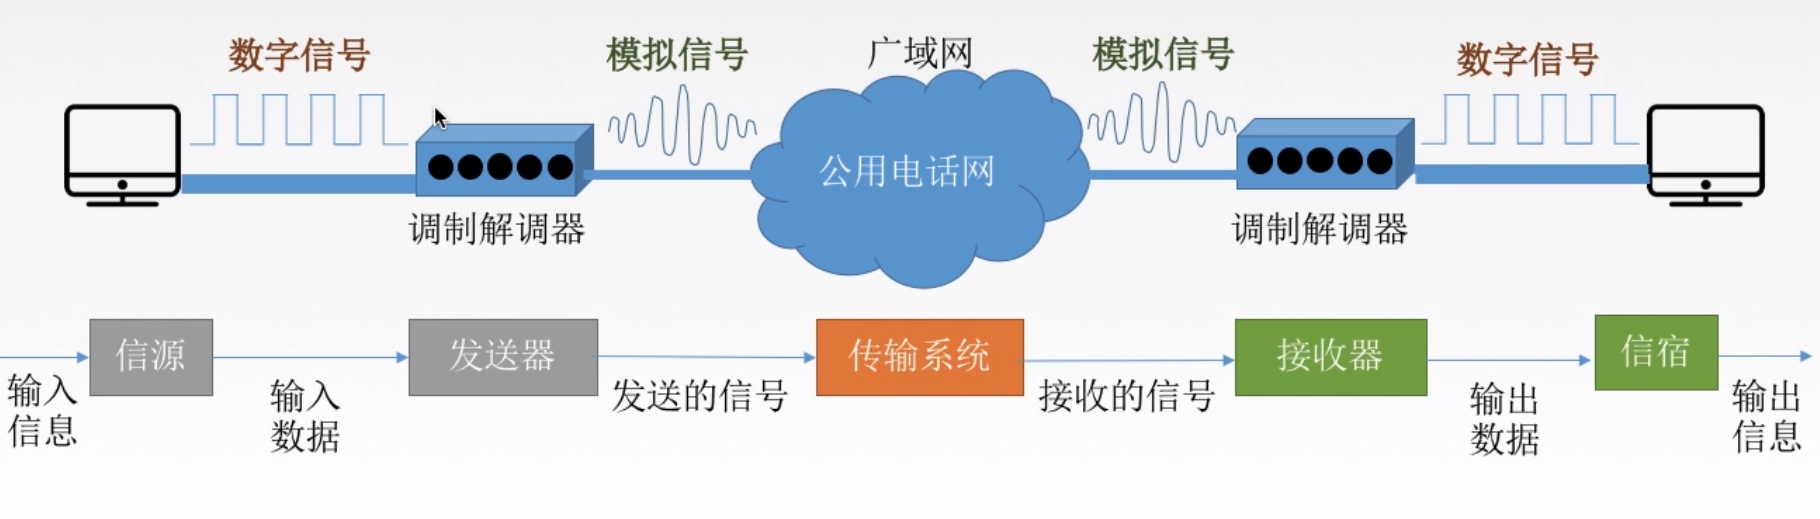 数字信号
模拟信号
广域网
模拟信号
数字信号
公用电话网
调制解调器
调制解调器
信源
发送器
传输系统
接收器
信宿
输入
信息
输入
数据
发送的信号
接收的信号
输出
数据
输出
信息